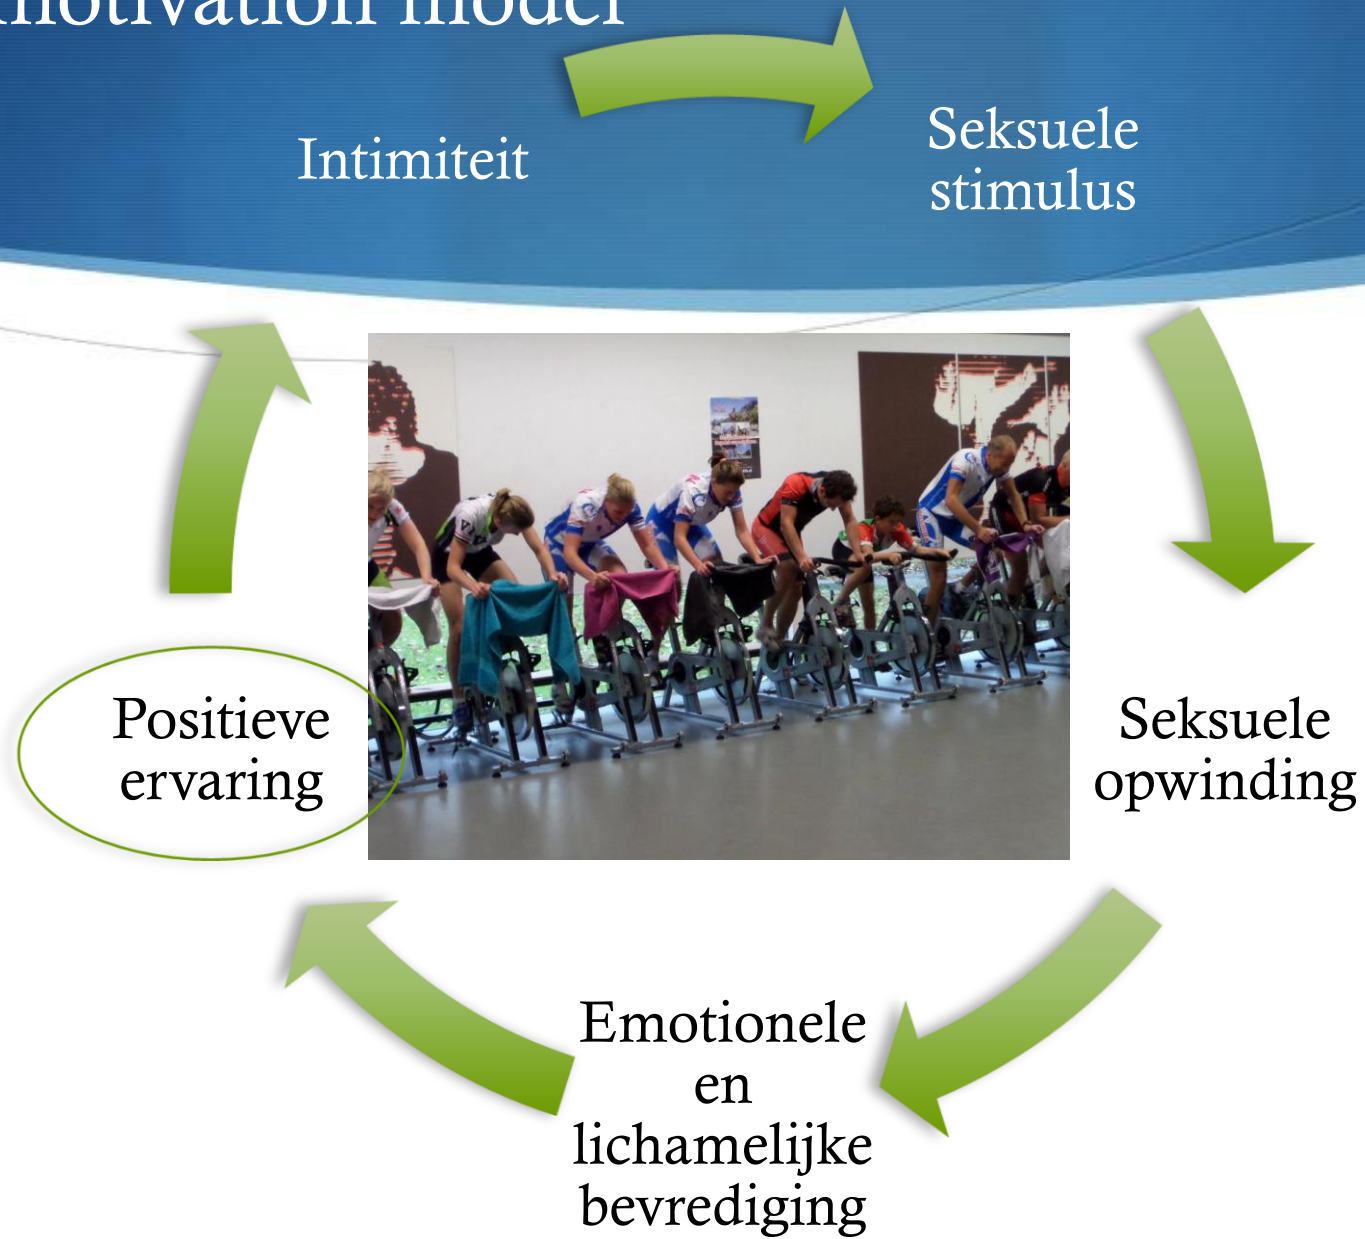 motivation model
Intimiteit
Seksuele
stimulus
Positieve
ervaring
Seksuele
opwinding
Emotionele
en
lichamelijke
bevrediging